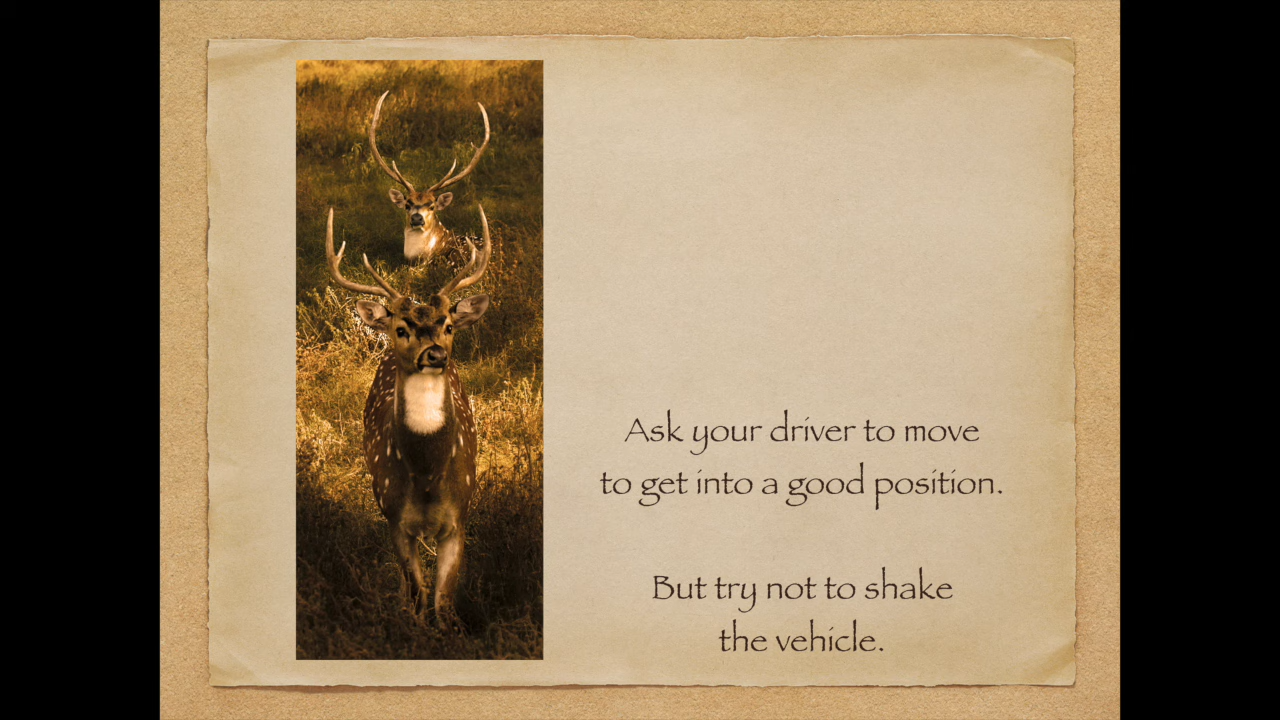 Ask your driver to move
to get into a good position.
But try not to shake
the vehicle.